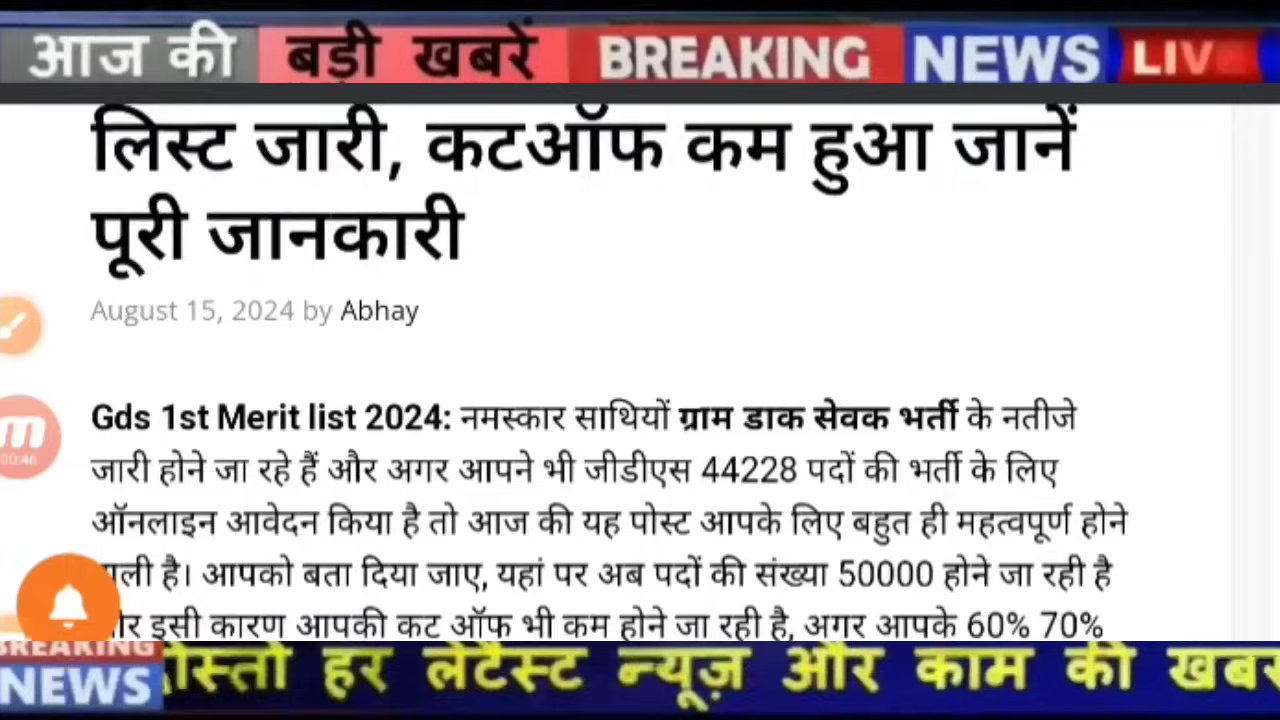 आज की बड़ी खबरें BREAKING NEWS LIV
लिस्ट जारी, कटऑफ कम हुआ जानें
पूरी जानकारी
August 15, 2024 by Abhay
Gds 1st Merit list 2024: नमस्कार साथियों ग्राम डाक सेवक भर्ती के नतीजे
जारी होने जा रहे हैं और अगर आपने भी जीडीएस 44228 पदों की भर्ती के लिए
00:46
ऑनलाइन आवेदन किया है तो आज की यह पोस्ट आपके लिए बहुत ही महत्वपूर्ण होने
है। आपको बता दिया जाए, यहां पर अब पदों की संख्या 50000 होने जा रही है
इसी कारण आपकी कट ऑफ भी कम होने जा रही है, अगर आपके 60% 70%
BREAKING
NEWS
हर लेटैस्ट न्यूज़ और काम की खबर